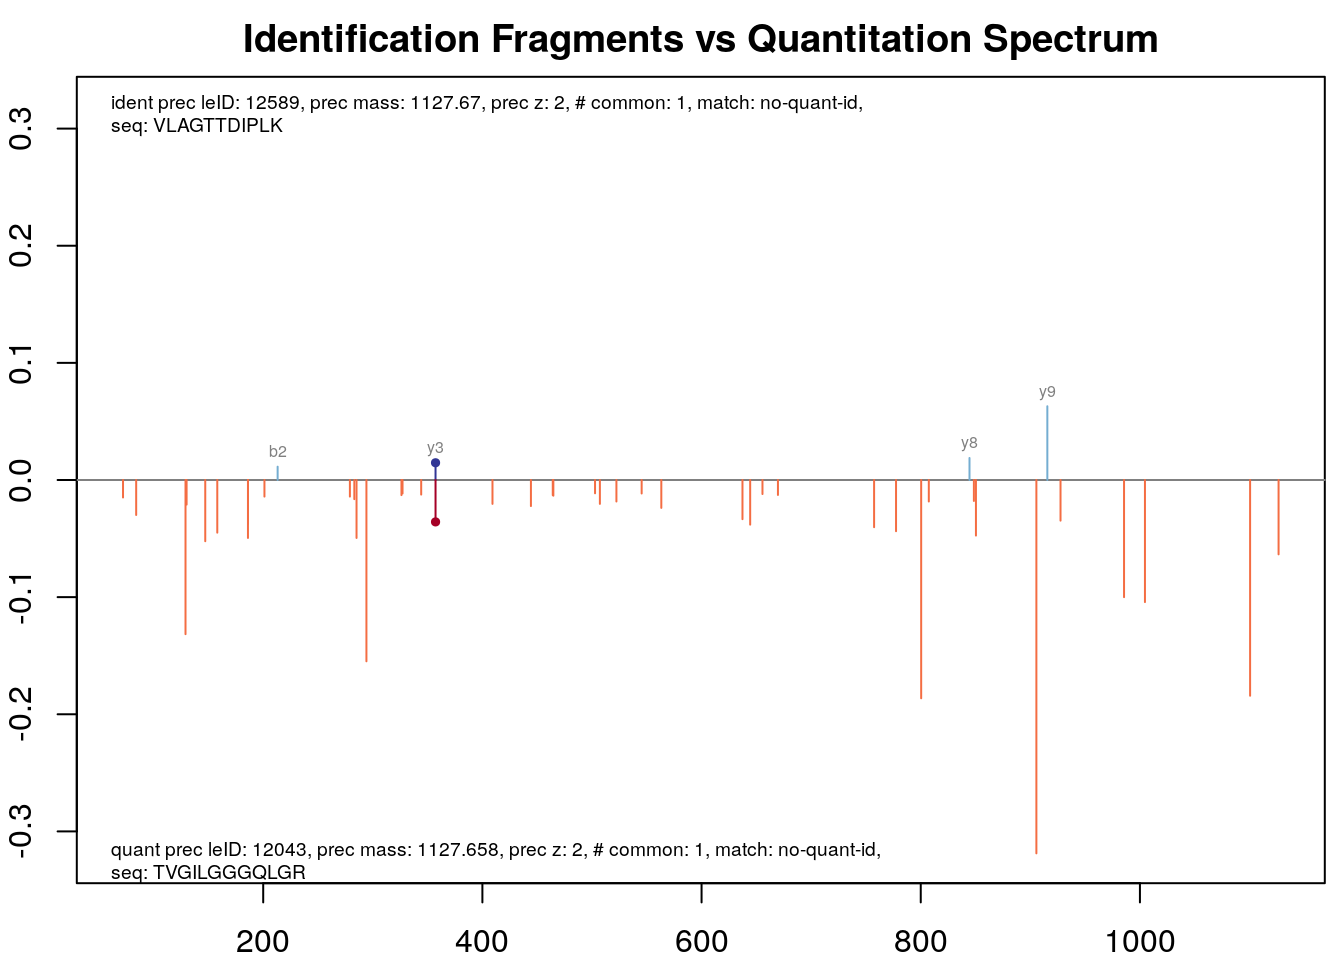 Identification Fragments vs Quantitation Spectrum
ident prec leID: 12589, prec mass: 1127.67, prec z: 2, # common: 1, match: no-quant-id,
seq: VLAGTTDIPLK
0.3
0.2
0.1
0.0
-0.1
-0.2
-0.3
b2
y3
y8
y9
quant prec leID: 12043, prec mass: 1127.658, prec z: 2, # common: 1, match: no-quant-id,
seq: TVGILGGGQLGR
200 400 600 800 1000